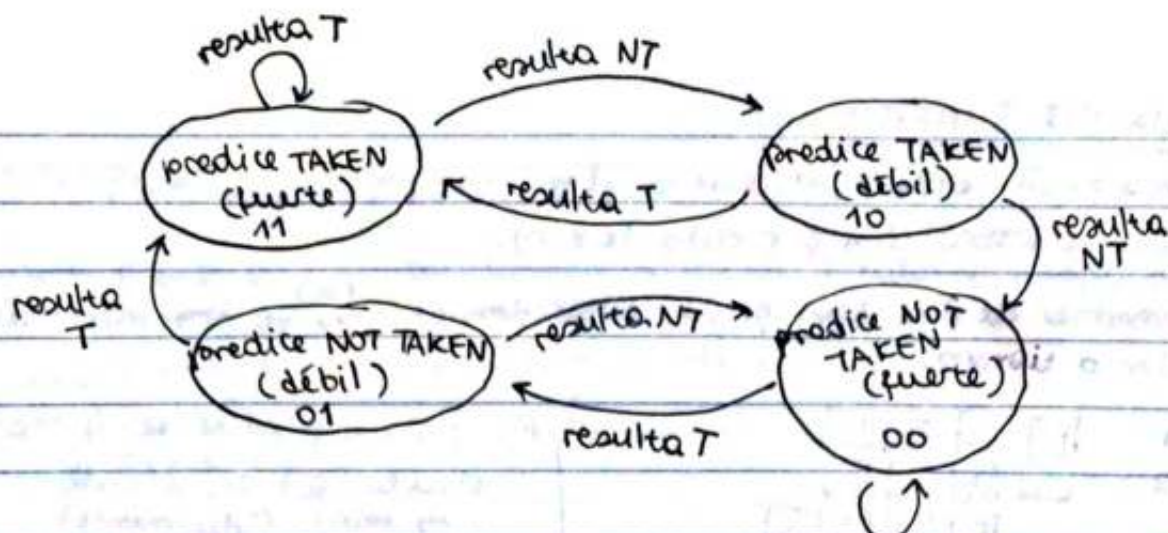 resulta T
resulta NT
predice TAKEN
(fuerte)
11
predice TAKEN
(débil)
10
resulta T
resulta
NT
resulta
T
predice NOT TAKEN
(débil)
01
resulta NT
predice NOT
TAKEN
(fuerte)
00
resulta T